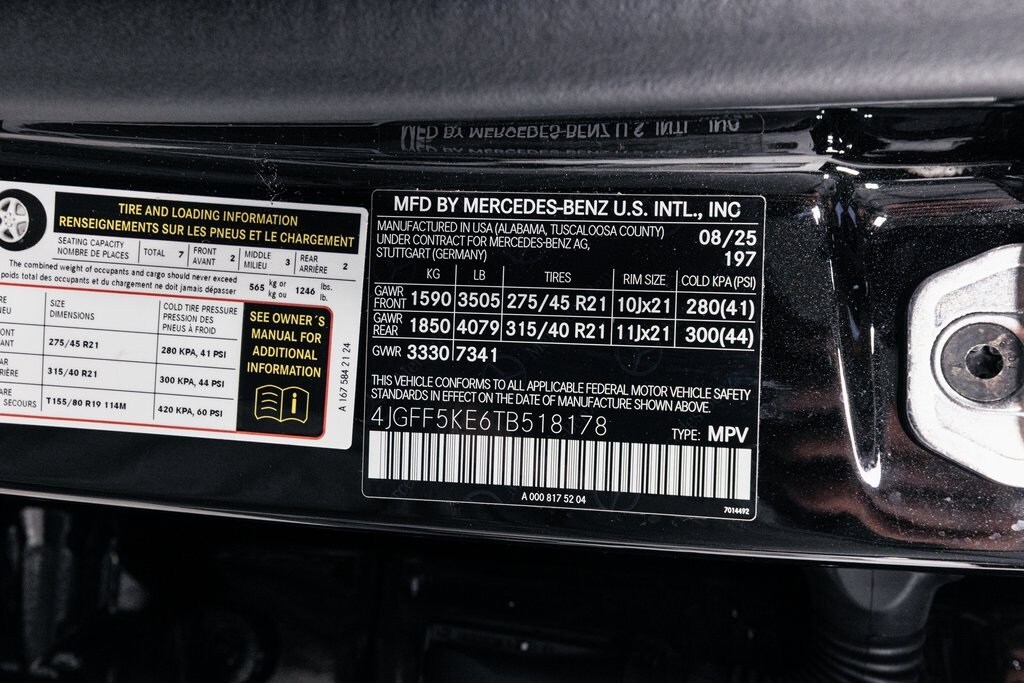 TIRE AND LOADING INFORMATION
RENSEIGNEMENTS SUR LES PNEUS ET LE CHARGEMENT
SEATING CAPACITY
NOMBRE DE PLACES
TOTAL 7
FRONT
AVANT 2
MIDDLE
MILIEU 3
REAR
ARRIÈRE 2
The combined weight of occupants and cargo should never exceed
poids total des occupants et du chargement ne doit jamais dépasser
565 kg or
kg ou
1246 lbs.
lb.
SIZE
DIMENSIONS
COLD TIRE PRESSURE
PRESSION DES
PNEUS À FROID
275/45 R21 280 KPA, 41 PSI
315/40 R21 300 KPA, 44 PSI
SECOURS T155/80 R19 114M 420 KPA, 60 PSI
SEE OWNER´S
MANUAL FOR
ADDITIONAL
INFORMATION
A 167 584 21 24
MFD BY MERCEDES-BENZ U.S. INTL., INC
MANUFACTURED IN USA (ALABAMA, TUSCALOOSA COUNTY)
UNDER CONTRACT FOR MERCEDES-BENZ AG,
STUTTGART (GERMANY)
08/25
197
KG LB TIRES RIM SIZE COLD KPA (PSI)
GAWR
FRONT 1590 3505 275/45 R21 10Jx21 280(41)
GAWR
REAR 1850 4079 315/40 R21 11Jx21 300(44)
GVWR 3330 7341
THIS VEHICLE CONFORMS TO ALL APPLICABLE FEDERAL MOTOR VEHICLE SAFETY
STANDARDS IN EFFECT ON THE DATE OF MANUFACTURE SHOWN ABOVE.
4JGFF5KE6TB518178 TYPE: MPV
A 000 817 52 04
7014492